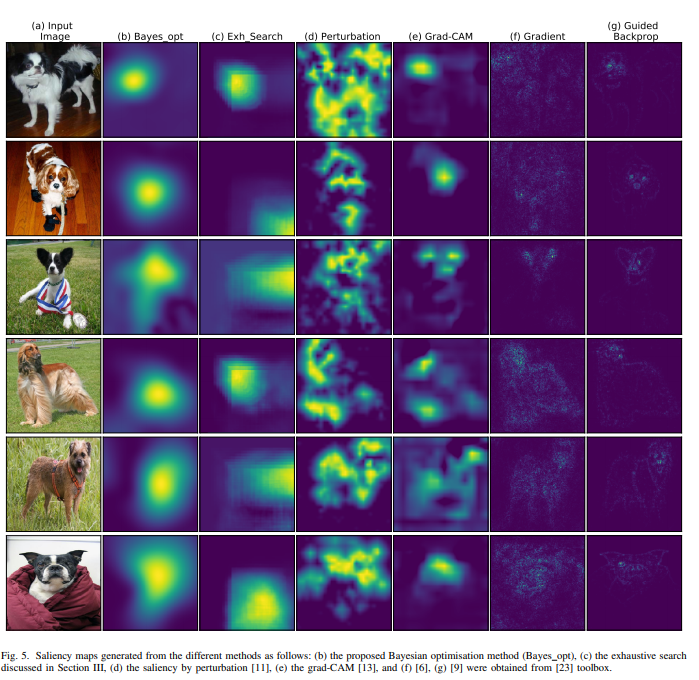 (a) Input
Image
(b) Bayes_opt
(c) Exh_Search
(d) Perturbation
(e) Grad-CAM
(f) Gradient
(g) Guided
Backprop
Fig. 5. Saliency maps generated from the different methods as follows: (b) the proposed Bayesian optimisation method (Bayes_opt), (c) the exhaustive search
discussed in Section III, (d) the saliency by perturbation [11], (e) the grad-CAM [13], and (f) [6], (g) [9] were obtained from [23] toolbox.